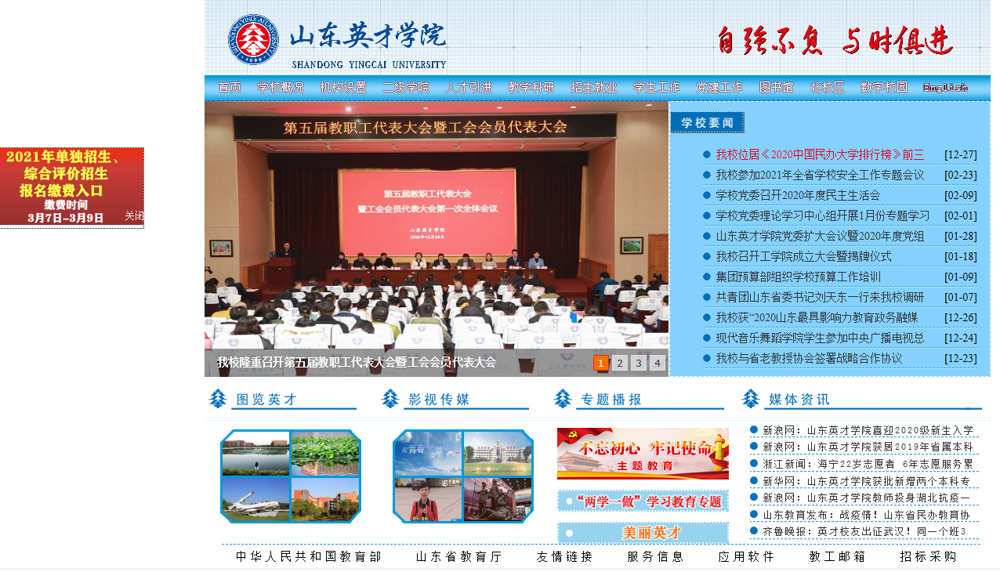 山东英才学院
SHANDONG YINGCAI UNIVERSITY
自强不息 与时俱进
首页 学校概况 机构设置 二级学院 人才引进 教学科研 招生就业 学生工作 党建工作 图书馆 北校区 数字校园 English
2021年单独招生、
综合评价招生
报名缴费入口
缴费时间
3月7日-3月9日
关闭
第五届教职工代表大会暨工会会员代表大会
第五届教职工代表大会
暨工会会员代表大会第一次全体会议
山东英才学院
我校隆重召开第五届教职工代表大会暨工会会员代表大会
1 2 3 4
学校要闻
我校位居《2020中国民办大学排行榜》前三 [12-27]
我校参加2021年全省学校安全工作专题会议 [02-23]
学校党委召开2020年度民主生活会 [02-09]
学校党委理论学习中心组开展1月份专题学习 [02-01]
山东英才学院党委扩大会议暨2020年度党组 [01-28]
我校召开工学院成立大会暨揭牌仪式 [01-18]
集团预算部组织学校预算工作培训 [01-09]
共青团山东省委书记刘天东一行来我校调研 [01-07]
我校获“2020山东最具影响力教育政务融媒 [12-26]
现代音乐舞蹈学院学生参加中央广播电视总 [12-24]
我校与省老教授协会签署战略合作协议 [12-23]
图览英才
影视传媒
青春
专题播报
不忘初心 牢记使命
主题教育
“两学一做”学习教育专题
美丽英才
媒体资讯
新浪网：山东英才学院喜迎2020级新生入学
新浪网：山东英才学院获居2019年省属本科
浙江新闻：海宁22岁志愿者 6年志愿服务累
新华网：山东英才学院获批新增两个本科专
新浪网：山东英才学院教师投身湖北抗疫一
山东教育发布：战疫情！山东省民办教育协
齐鲁晚报：英才校友出征武汉！同一个班3
中华人民共和国教育部 山东省教育厅 友情链接 服务信息 应用软件 教工邮箱 招标采购